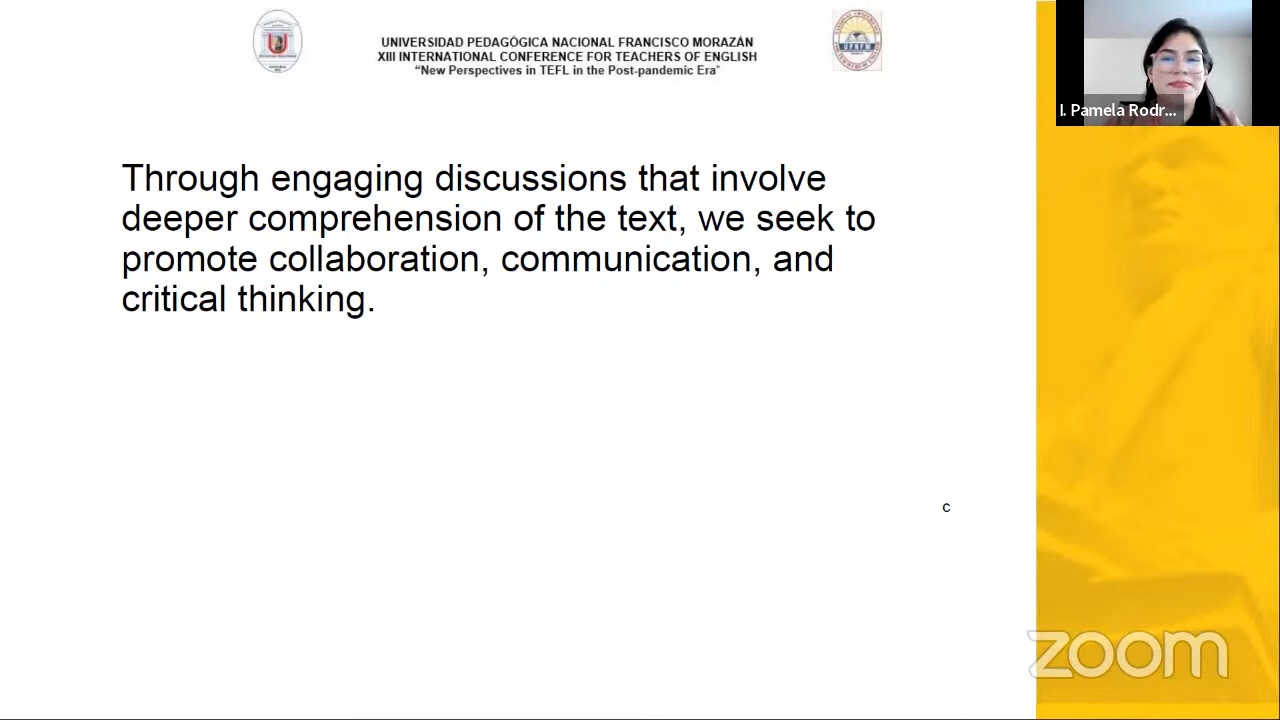 UNIVERSIDAD PEDAGÓGICA NACIONAL FRANCISCO MORAZÁN
XIII INTERNATIONAL CONFERENCE FOR TEACHERS OF ENGLISH
“New Perspectives in TEFL in the Post-pandemic Era”
UPNFM
I. Pamela Rodr...
Through engaging discussions that involve
deeper comprehension of the text, we seek to
promote collaboration, communication, and
critical thinking.
c
zoom